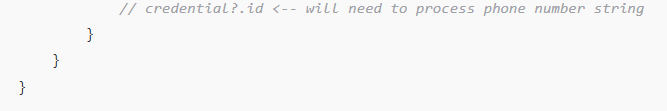 // credential?.id <-- will need to process phone number string
}
}
}